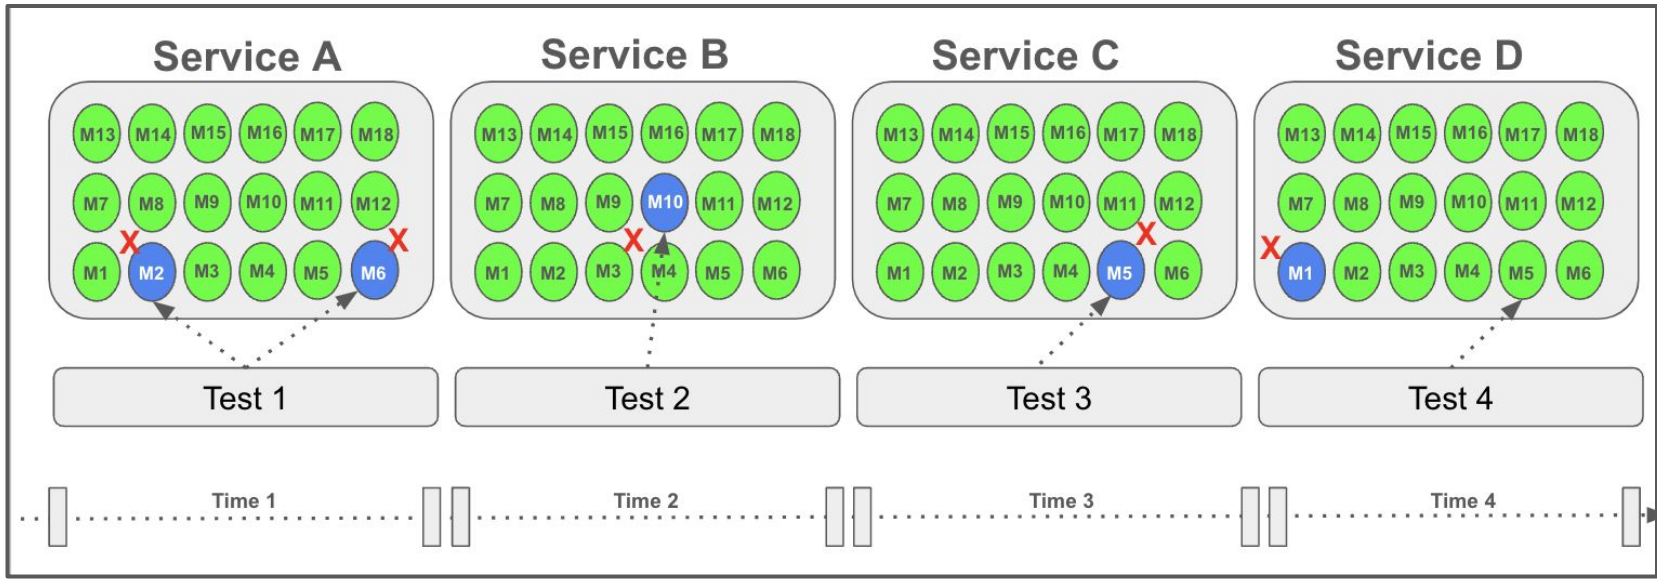 Service A Service B Service C Service D
M13 M14 M15 M16 M17 M18 M13 M14 M15 M16 M17 M18 M13 M14 M15 M16 M17 M18 M13 M14 M15 M16 M17 M18
M7 M8 M9 M10 M11 M12 M7 M8 M9 M10 M11 M12 M7 M8 M9 M10 M11 M12 M7 M8 M9 M10 M11 M12
X X X X X
M1 M2 M3 M4 M5 M6 M1 M2 M3 M4 M5 M6 M1 M2 M3 M4 M5 M6 M1 M2 M3 M4 M5 M6
Test 1 Test 2 Test 3 Test 4
Time 1 Time 2 Time 3 Time 4